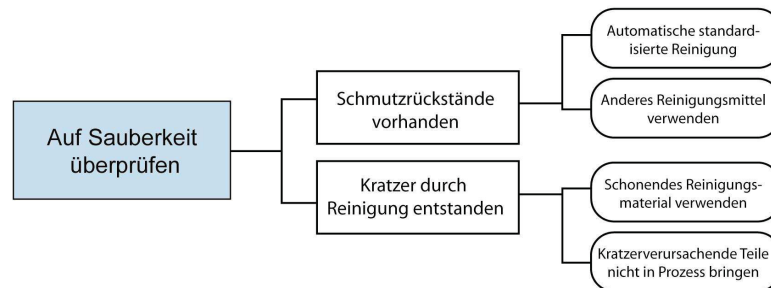 Auf Sauberkeit
überprüfen
Schmutzrückstände
vorhanden
Kratzer durch
Reinigung entstanden
Automatische standard-
isierte Reinigung
Anderes Reinigungsmittel
verwenden
Schonendes Reinigungs-
material verwenden
Kratzerverursachende Teile
nicht in Prozess bringen